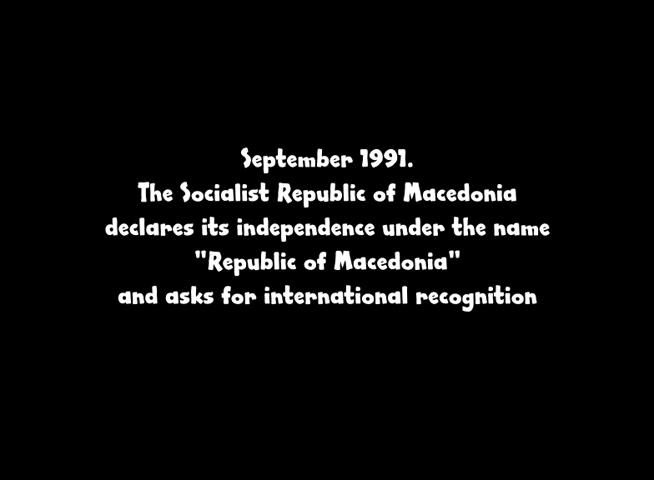 September 1991.
The Socialist Republic of Macedonia
declares its independence under the name
"Republic of Macedonia"
and asks for international recognition